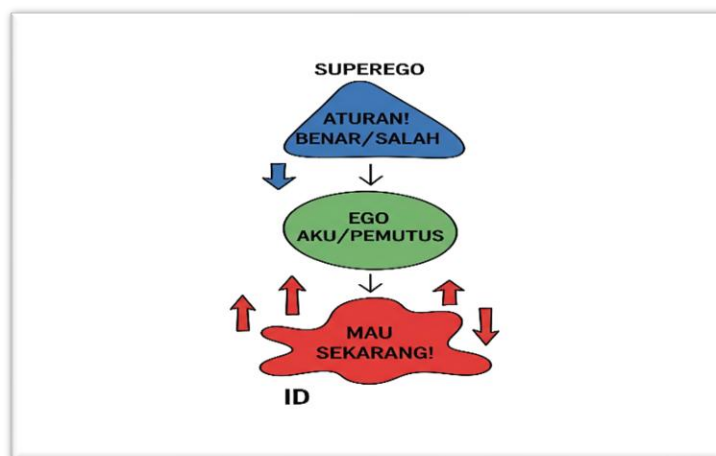 SUPEREGO
ATURAN!
BENAR/SALAH
EGO
AKU/PEMUTUS
MAU
SEKARANG!
ID